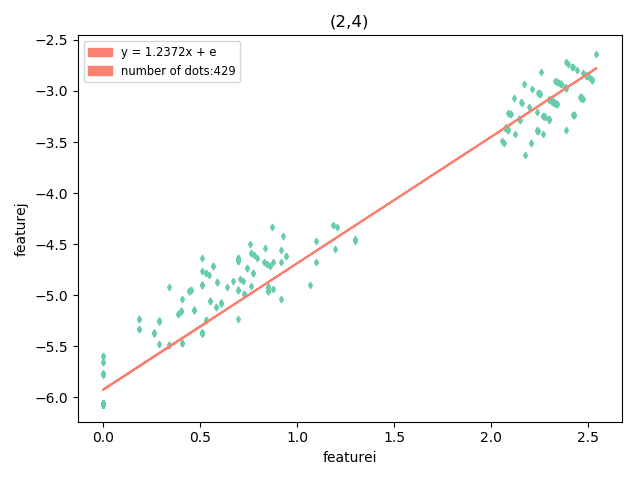 (2,4)
y = 1.2372x + e
number of dots:429
−2.5
−3.0
−3.5
−4.0
−4.5
−5.0
−5.5
−6.0
featurej
0.0 0.5 1.0 1.5 2.0 2.5
featurei